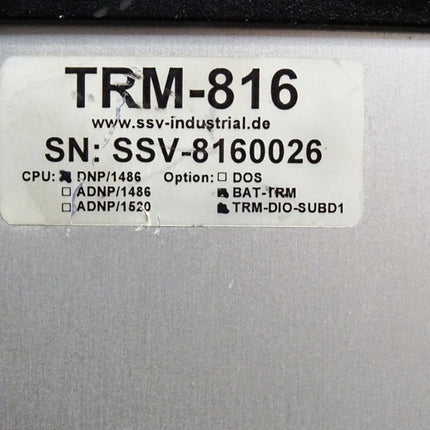 TRM-816
www.ssv-industrial.de
SN: SSV-8160026
CPU: DNP/1486 Option: DOS
ADNP/1486 BAT-TRM
ADNP/1520 TRM-DIO-SUBD1